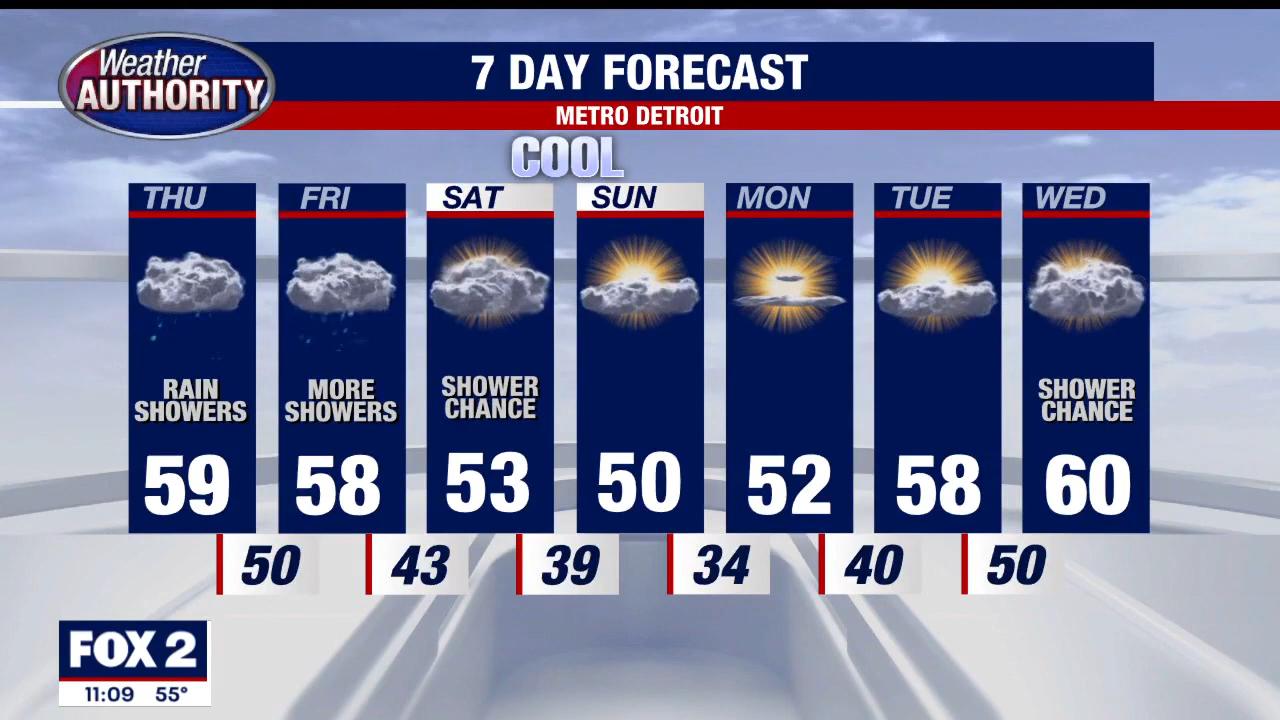 Weather
AUTHORITY
7 DAY FORECAST
METRO DETROIT
COOL
THU
FRI
SAT
SUN
MON
TUE
WED
RAIN
SHOWERS
MORE
SHOWERS
SHOWER
CHANCE
SHOWER
CHANCE
59
58
53
50
52
58
60
50
43
39
34
40
50
FOX 2
11:09 55°